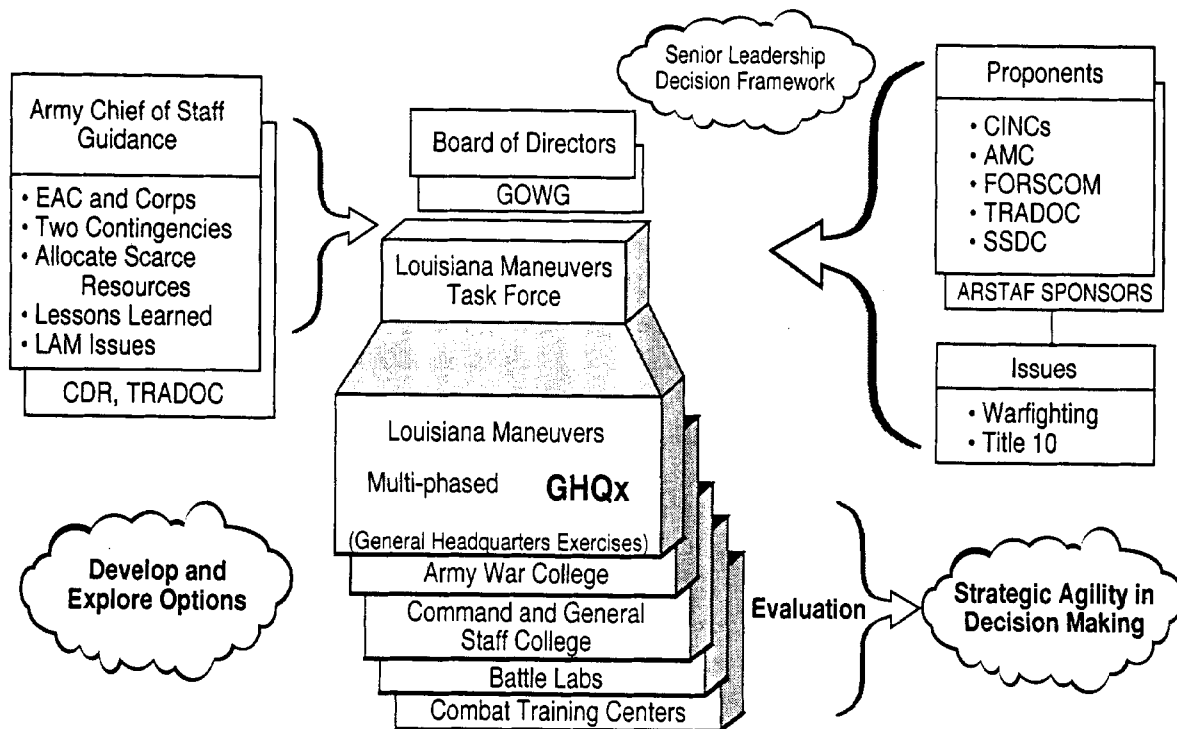 Army Chief of Staff
Guidance
• EAC and Corps
• Two Contingencies
• Allocate Scarce
Resources
• Lessons Learned
• LAM Issues
CDR, TRADOC
Senior Leadership
Decision Framework
Board of Directors
GOWG
Louisiana Maneuvers
Task Force
Louisiana Maneuvers
Multi-phased GHQx
(General Headquarters Exercises)
Army War College
Command and General
Staff College
Battle Labs
Combat Training Centers
Proponents
• CINCs
• AMC
• FORSCOM
• TRADOC
• SSDC
ARSTAF SPONSORS
Issues
• Warfighting
• Title 10
Develop and
Explore Options
Evaluation
Strategic Agility in
Decision Making